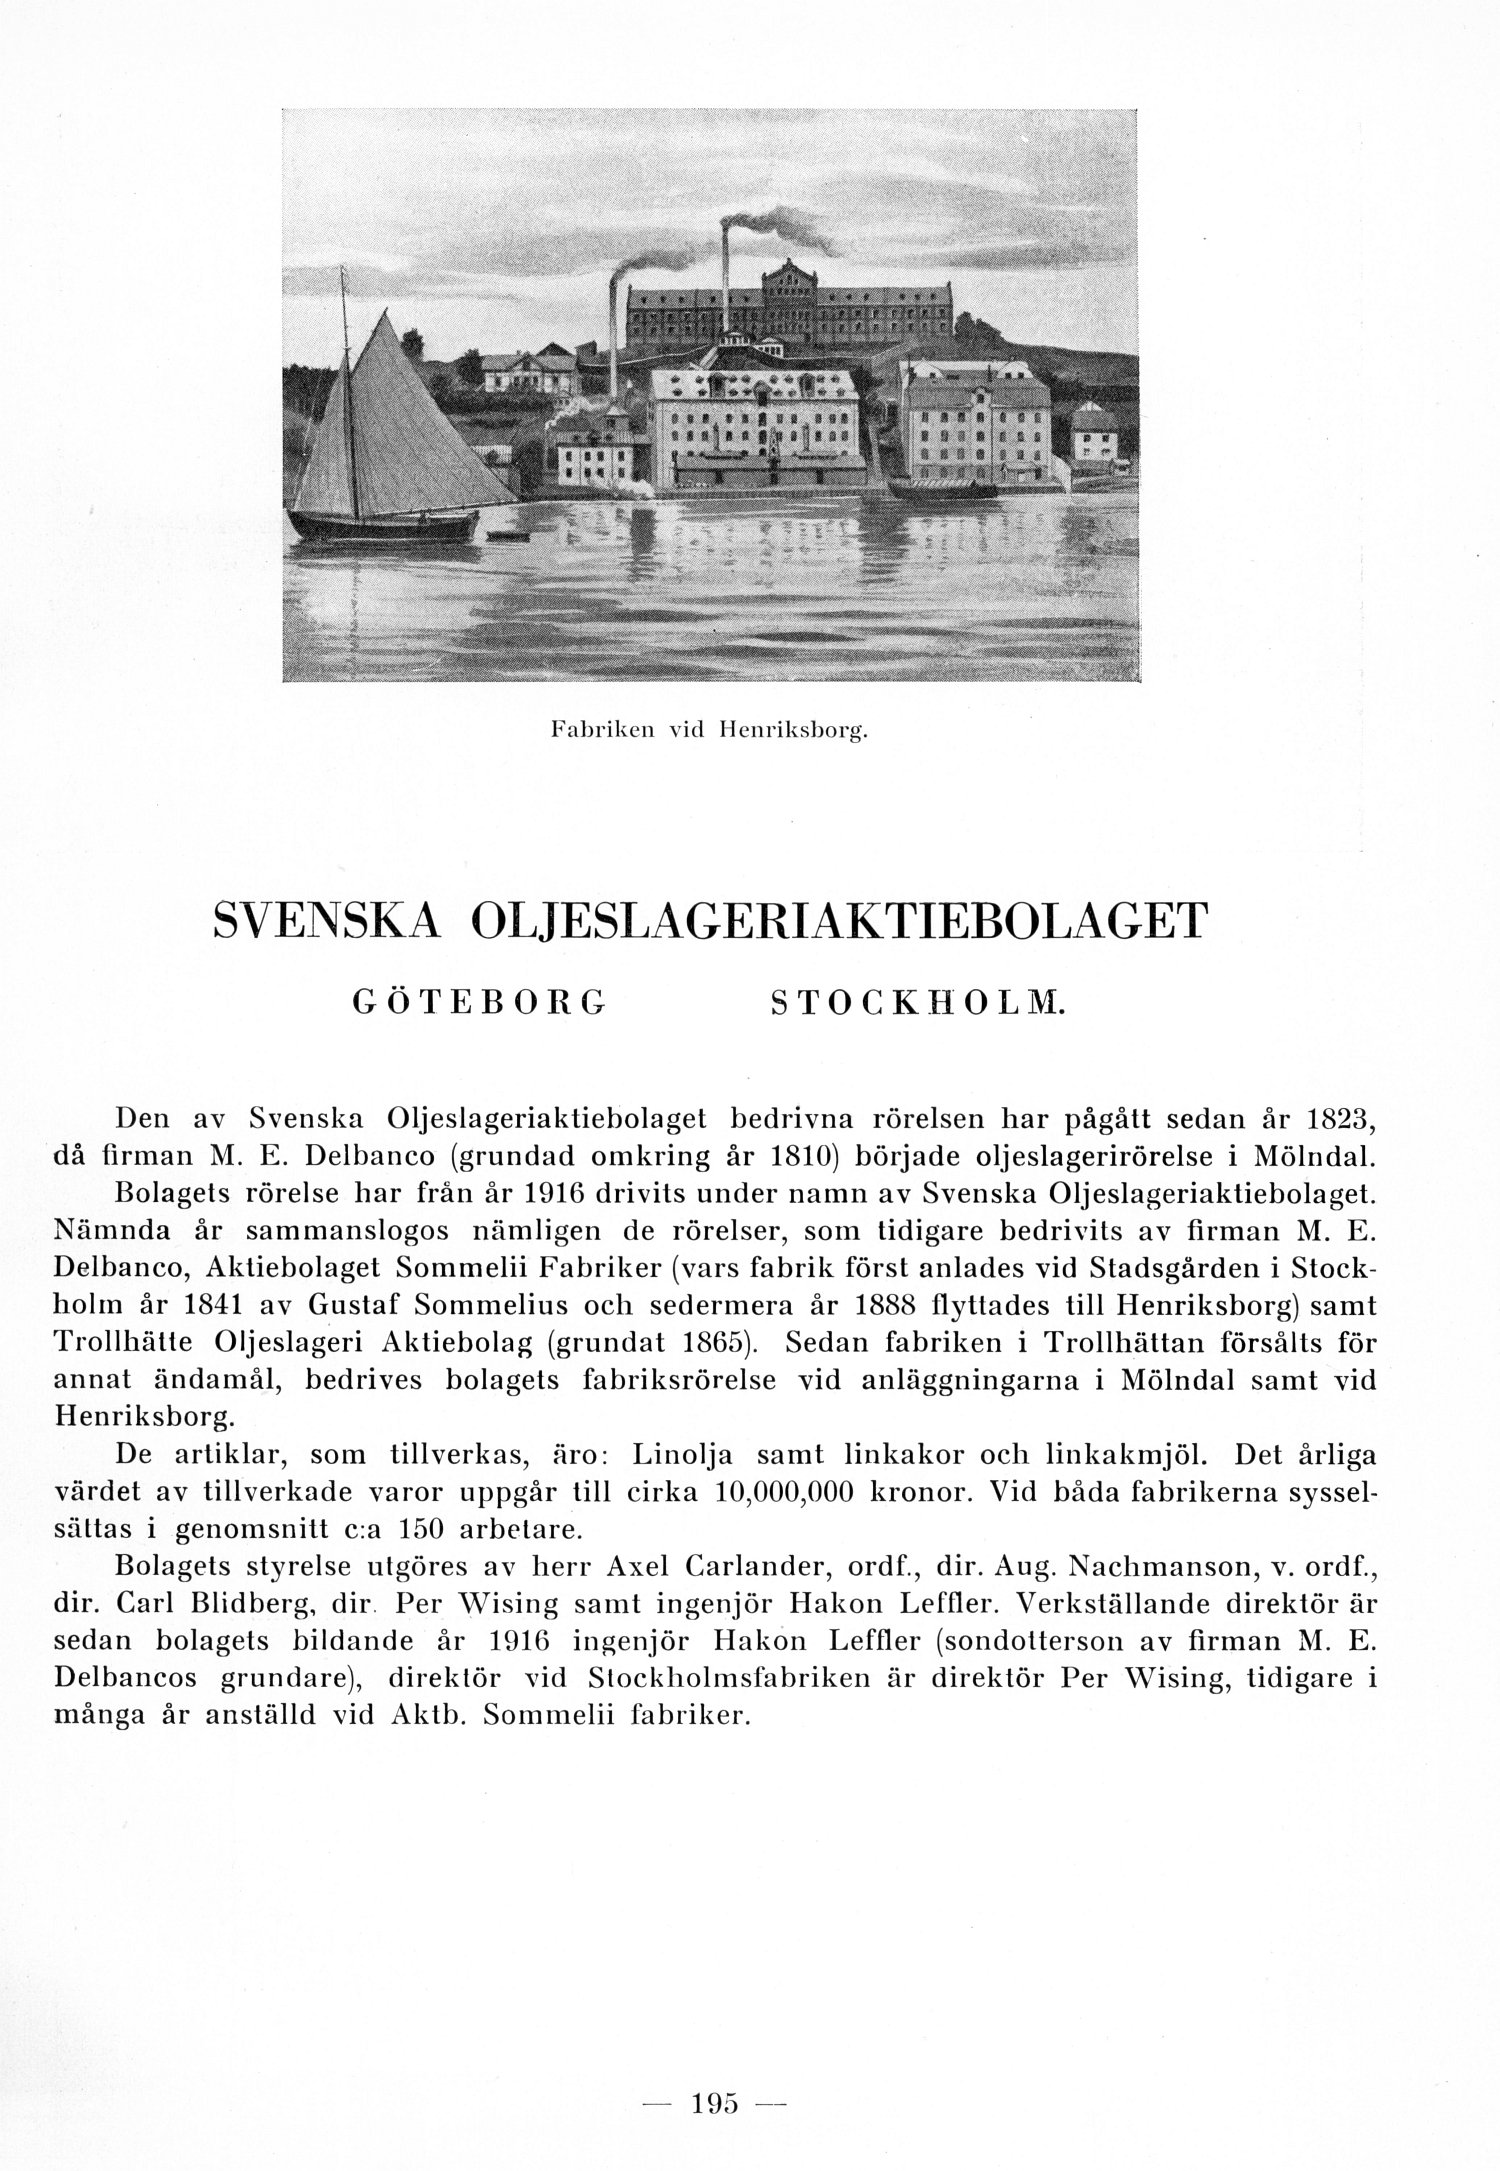 Fabriken vid Henriksborg.
SVENSKA OLJESLAGERIAKTIEBOLAGET
GÖTEBORG STOCKHOLM.
Den av Svenska Oljeslageriaktiebolaget bedrivna rörelsen har pågått sedan år 1823,
då firman M. E. Delbanco (grundad omkring år 1810) började oljeslagerirörelse i Mölndal.
Bolagets rörelse har från år 1916 drivits under namn av Svenska Oljeslageriaktiebolaget.
Nämnda år sammanslogos nämligen de rörelser, som tidigare bedrivits av firman M. E.
Delbanco, Aktiebolaget Sommelii Fabriker (vars fabrik först anlades vid Stadsgården i Stock-
holm år 1841 av Gustaf Sommelius och sedermera år 1888 flyttades till Henriksborg) samt
Trollhätte Oljeslageri Aktiebolag (grundat 1865). Sedan fabriken i Trollhättan försålts för
annat ändamål, bedrives bolagets fabriksrörelse vid anläggningarna i Mölndal samt vid
Henriksborg.
De artiklar, som tillverkas, äro: Linolja samt linkakor och linkakmjöl. Det årliga
värdet av tillverkade varor uppgår till cirka 10,000,000 kronor. Vid båda fabrikerna syssel-
sättas i genomsnitt c:a 150 arbetare.
Bolagets styrelse utgöres av herr Axel Carlander, ordf., dir. Aug. Nachmanson, v. ordf.,
dir. Carl Blidberg, dir. Per Wising samt ingenjör Hakon Leffler. Verkställande direktör är
sedan bolagets bildande år 1916 ingenjör Hakon Leffler (sondotterson av firman M. E.
Delbancos grundare), direktör vid Stockholmsfabriken är direktör Per Wising, tidigare i
många år anställd vid Aktb. Sommelii fabriker.
— 195 —